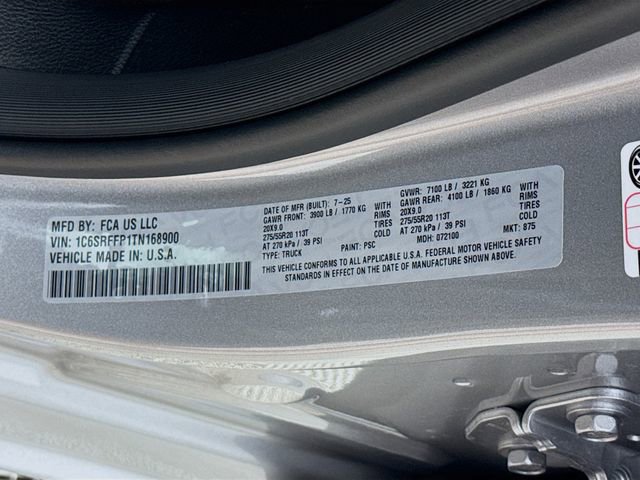 MFD BY: FCA US LLC
VIN: 1C6SRFFP1TN168900
VEHICLE MADE IN: U.S.A.
DATE OF MFR (BUILT): 7-25
GAWR FRONT: 3900 LB / 1770 KG WITH
20X9.0 RIMS
275/55R20 113T TIRES
AT 270 kPa / 39 PSI COLD
TYPE: TRUCK PAINT: PSC
GVWR: 7100 LB / 3221 KG
GAWR REAR: 4100 LB / 1860 KG WITH
20X9.0 RIMS
275/55R20 113T TIRES
AT 270 kPa / 39 PSI COLD
MDH: 072100 MKT: 875
THIS VEHICLE CONFORMS TO ALL APPLICABLE U.S.A. FEDERAL MOTOR VEHICLE SAFETY
STANDARDS IN EFFECT ON THE DATE OF MANUFACTURE SHOWN ABOVE.